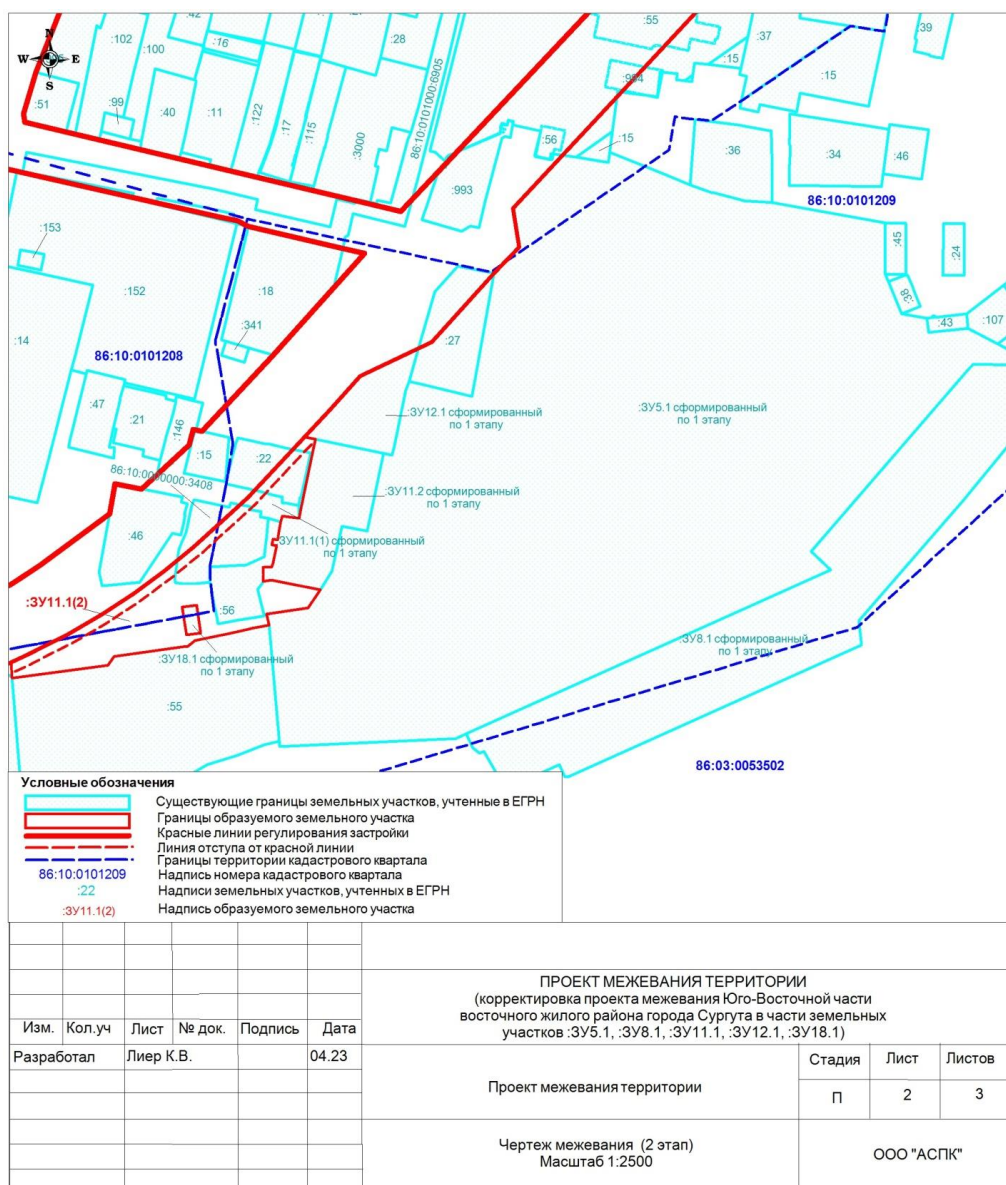 N
W
E
S
:42
:102
:100
:16
:27
:28
:55
:37
:39
:15
:994
:15
:51
:99
:40
:11
:122
:17
:115
:3000
86:10:0101000:6905
:56
:15
:36
:34
:46
:993
86:10:0101209
:153
:45
:24
:152
:18
:38
:43
:107
:14
:341
:27
86:10:0101208
:47
:21
:146
:ЗУ12.1 сформированный
по 1 этапу
:ЗУ5.1 сформированный
по 1 этапу
:15
:22
86:10:0000000:3408
:ЗУ11.2 сформированный
по 1 этапу
:46
:ЗУ11.1(1) сформированный
по 1 этапу
:ЗУ11.1(2)
:56
:ЗУ18.1 сформированный
по 1 этапу
:ЗУ8.1 сформированный
по 1 этапу
:55
86:03:0053502
Условные обозначения
Существующие границы земельных участков, учтенные в ЕГРН
Границы образуемого земельного участка
Красные линии регулирования застройки
Линия отступа от красной линии
Границы территории кадастрового квартала
86:10:0101209 Надпись номера кадастрового квартала
:22 Надписи земельных участков, учтенных в ЕГРН
:ЗУ11.1(2) Надпись образуемого земельного участка
ПРОЕКТ МЕЖЕВАНИЯ ТЕРРИТОРИИ
(корректировка проекта межевания Юго-Восточной части
восточного жилого района города Сургута в части земельных
участков :ЗУ5.1, :ЗУ8.1, :ЗУ11.1, :ЗУ12.1, :ЗУ18.1)
Изм. Кол.уч Лист № док. Подпись Дата
Разработал Лиер К.В. 04.23
Проект межевания территории
Стадия Лист Листов
П 2 3
Чертеж межевания (2 этап)
Масштаб 1:2500
ООО "АСПК"